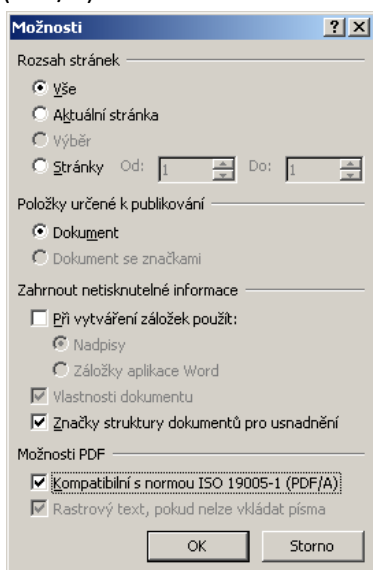 Možnosti
Rozsah stránek
Vše
Aktuální stránka
Výběr
Stránky Od: 1 Do: 1
Položky určené k publikování
Dokument
Dokument se značkami
Zahrnout netisknutelné informace
Při vytváření záložek použít:
Nadpisy
Záložky aplikace Word
Vlastnosti dokumentu
Značky struktury dokumentů pro usnadnění
Možnosti PDF
Kompatibilní s normou ISO 19005-1 (PDF/A)
Rastrový text, pokud nelze vkládat písma
OK Storno